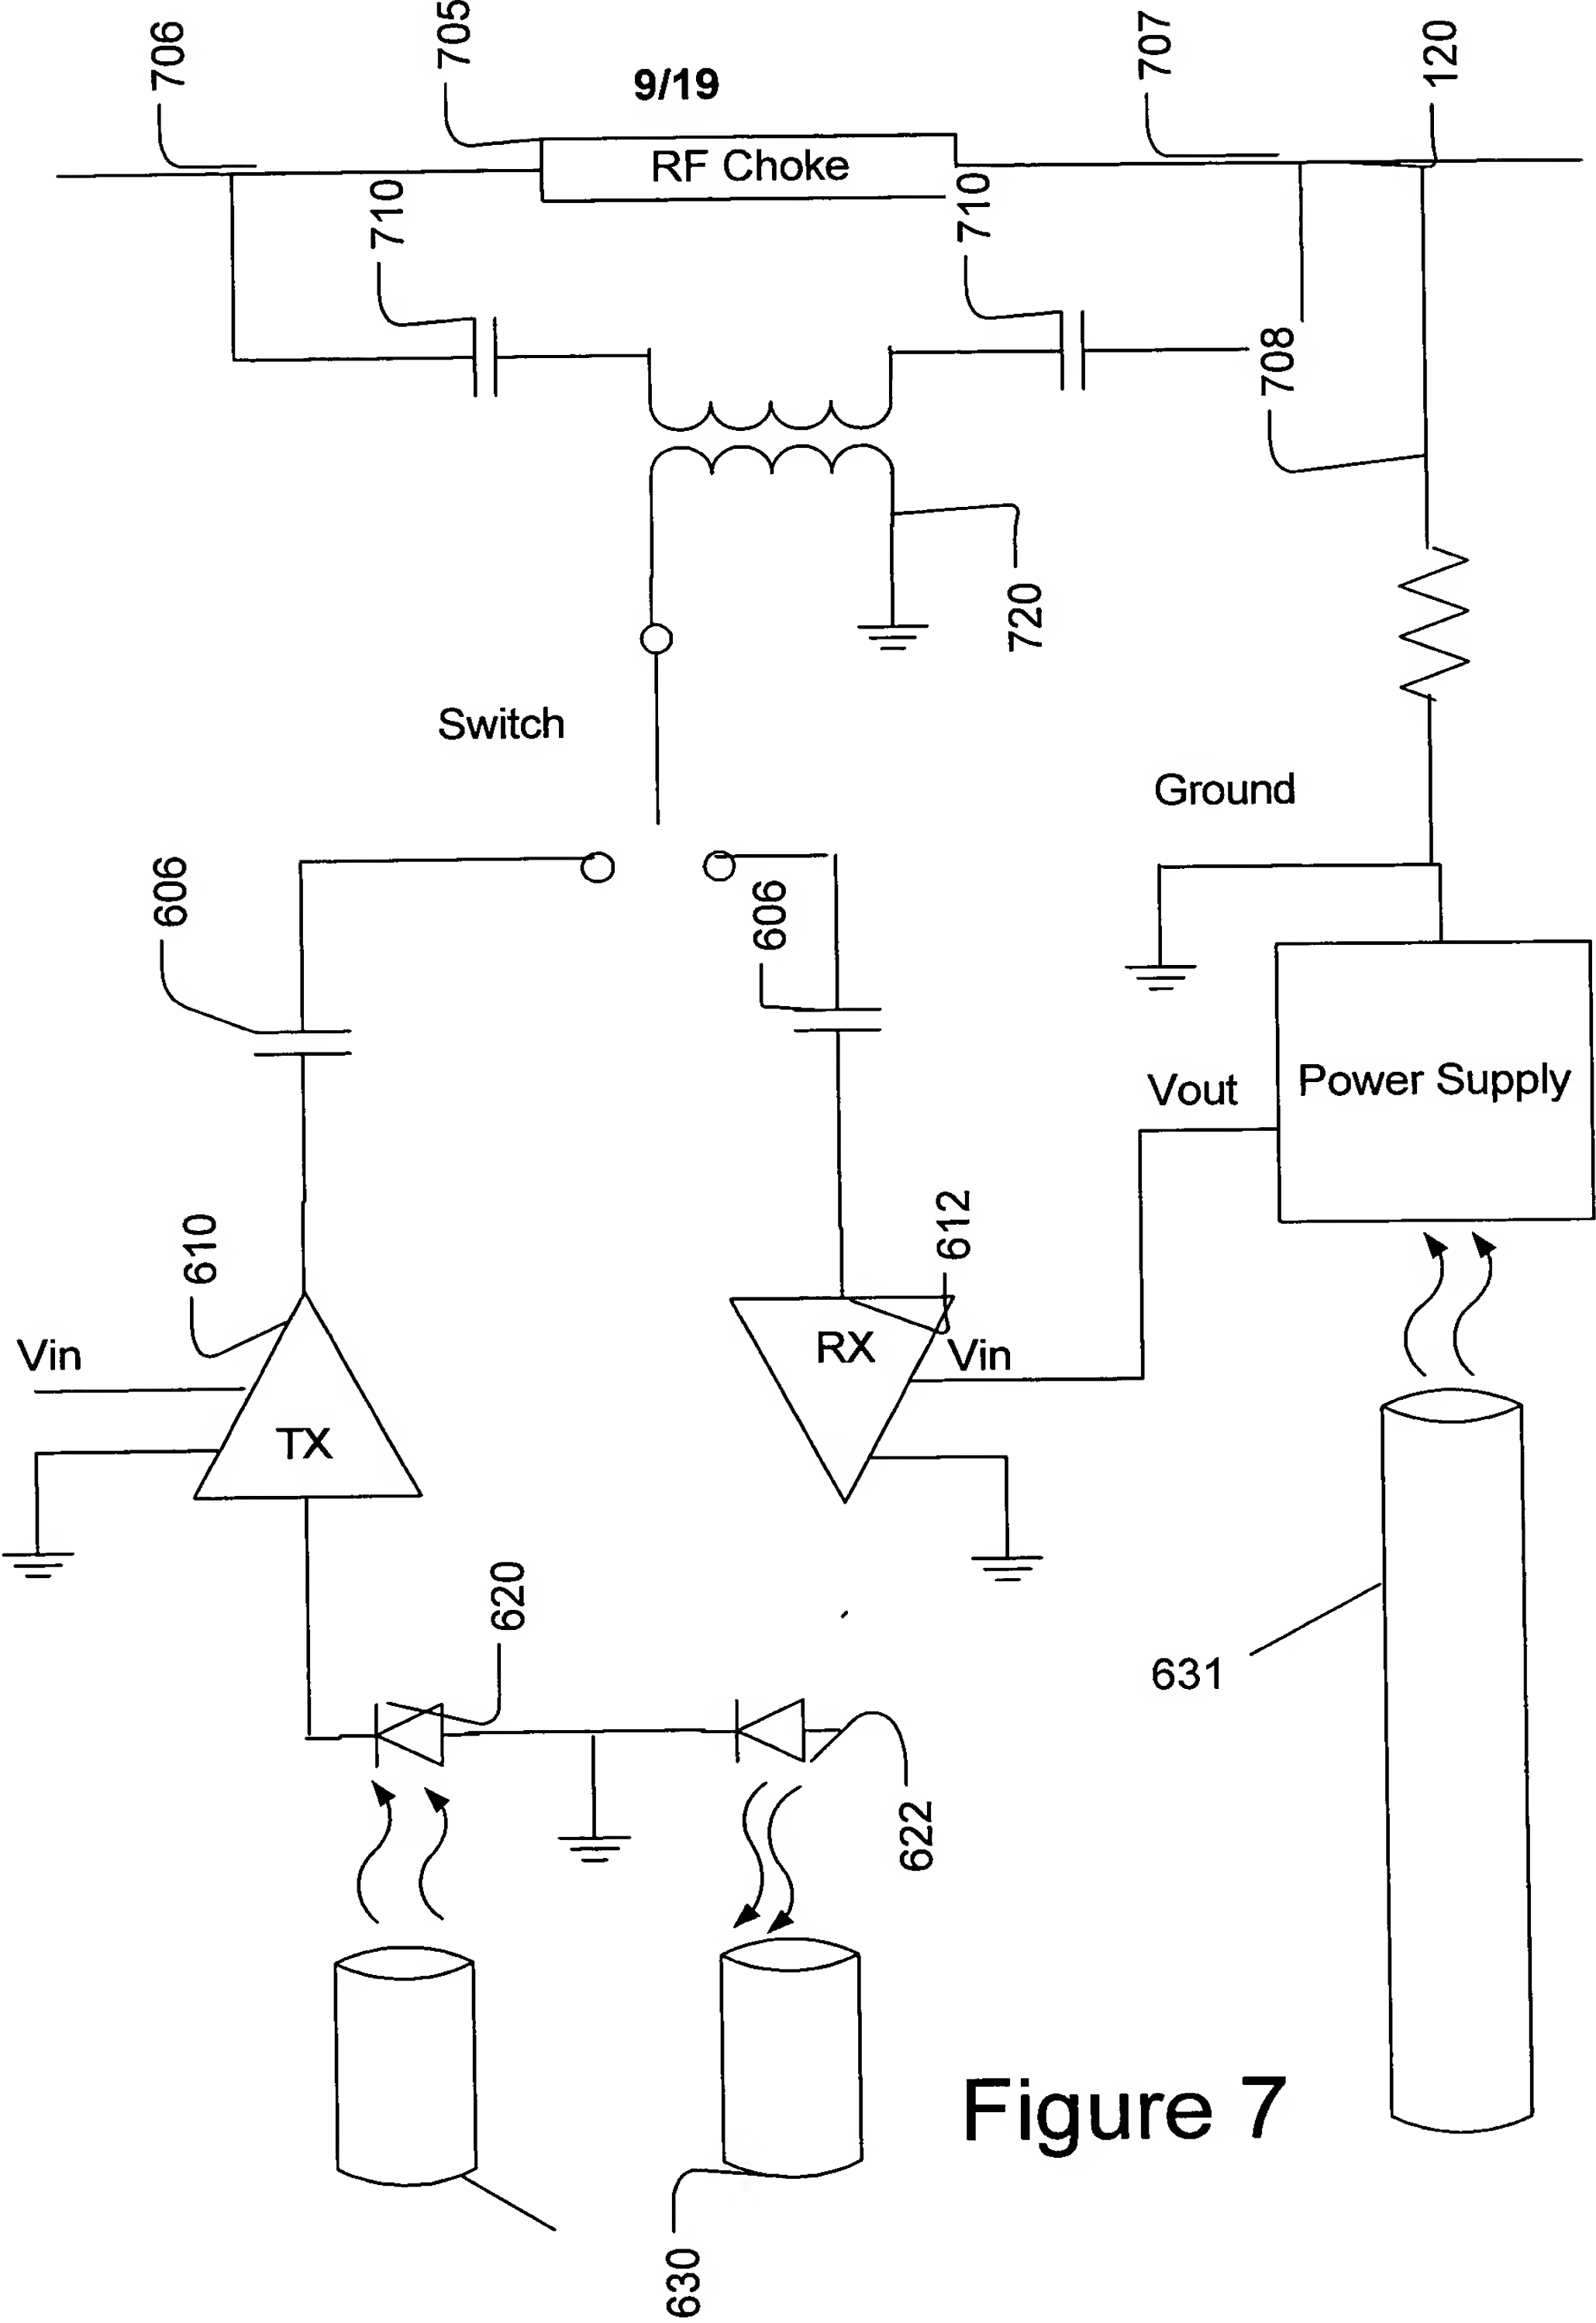 706
705
9/19
707
120
RF Choke
710
710
708
720
Switch
Ground
606
606
Vout
Power Supply
610
612
Vin
RX
Vin
TX
620
631
622
Figure 7
630